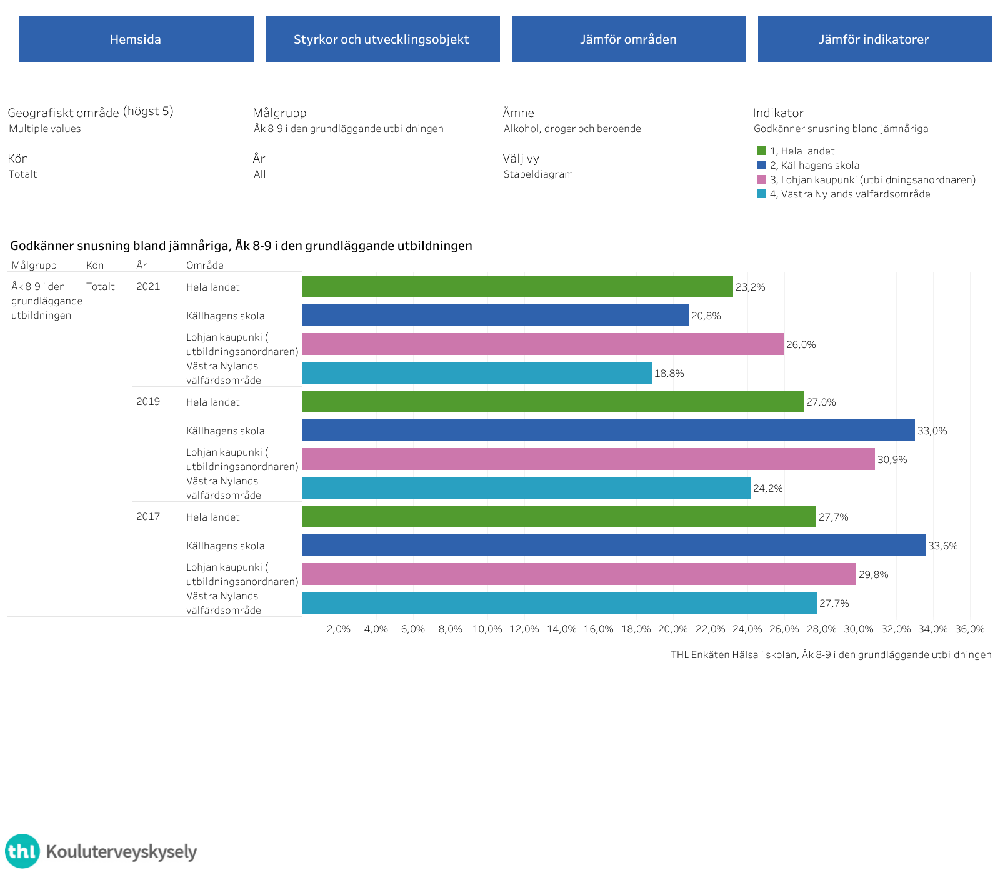 Hemsida
Styrkor och utvecklingsobjekt
Jämför områden
Jämför indikatorer
Geografiskt område (högst 5)
Multiple values
Målgrupp
Åk 8-9 i den grundläggande utbildningen
Ämne
Alkohol, droger och beroende
Indikator
Godkänner snusning bland jämnåriga
Kön
Totalt
År
All
Välj vy
Stapeldiagram
1, Hela landet
2, Källhagens skola
3, Lohjan kaupunki (utbildningsanordnaren)
4, Västra Nylands välfärdsområde
Godkänner snusning bland jämnåriga, Åk 8-9 i den grundläggande utbildningen
Målgrupp Kön År Område
Åk 8-9 i den
grundläggande
utbildningen
Totalt
2021
Hela landet
23,2%
Källhagens skola
20,8%
Lohjan kaupunki (
utbildningsanordnaren)
26,0%
Västra Nylands
välfärdsområde
18,8%
2019
Hela landet
27,0%
Källhagens skola
33,0%
Lohjan kaupunki (
utbildningsanordnaren)
30,9%
Västra Nylands
välfärdsområde
24,2%
2017
Hela landet
27,7%
Källhagens skola
33,6%
Lohjan kaupunki (
utbildningsanordnaren)
29,8%
Västra Nylands
välfärdsområde
27,7%
2,0% 4,0% 6,0% 8,0% 10,0% 12,0% 14,0% 16,0% 18,0% 20,0% 22,0% 24,0% 26,0% 28,0% 30,0% 32,0% 34,0% 36,0%
THL Enkäten Hälsa i skolan, Åk 8-9 i den grundläggande utbildningen
thl Kouluterveyskysely